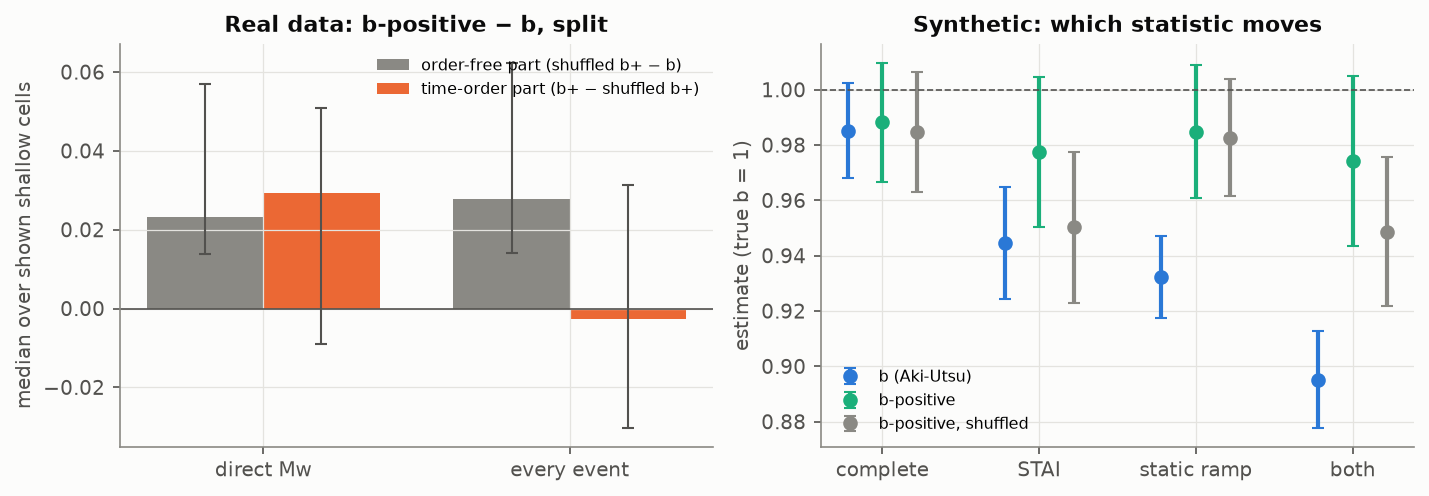 Real data: b-positive − b, split
order-free part (shuffled b+ − b)
time-order part (b+ − shuffled b+)
median over shown shallow cells
0.06
0.04
0.02
0.00
−0.02
direct Mw
every event
Synthetic: which statistic moves
estimate (true b = 1)
1.00
0.98
0.96
0.94
0.92
0.90
0.88
b (Aki-Utsu)
b-positive
b-positive, shuffled
complete
STAI
static ramp
both